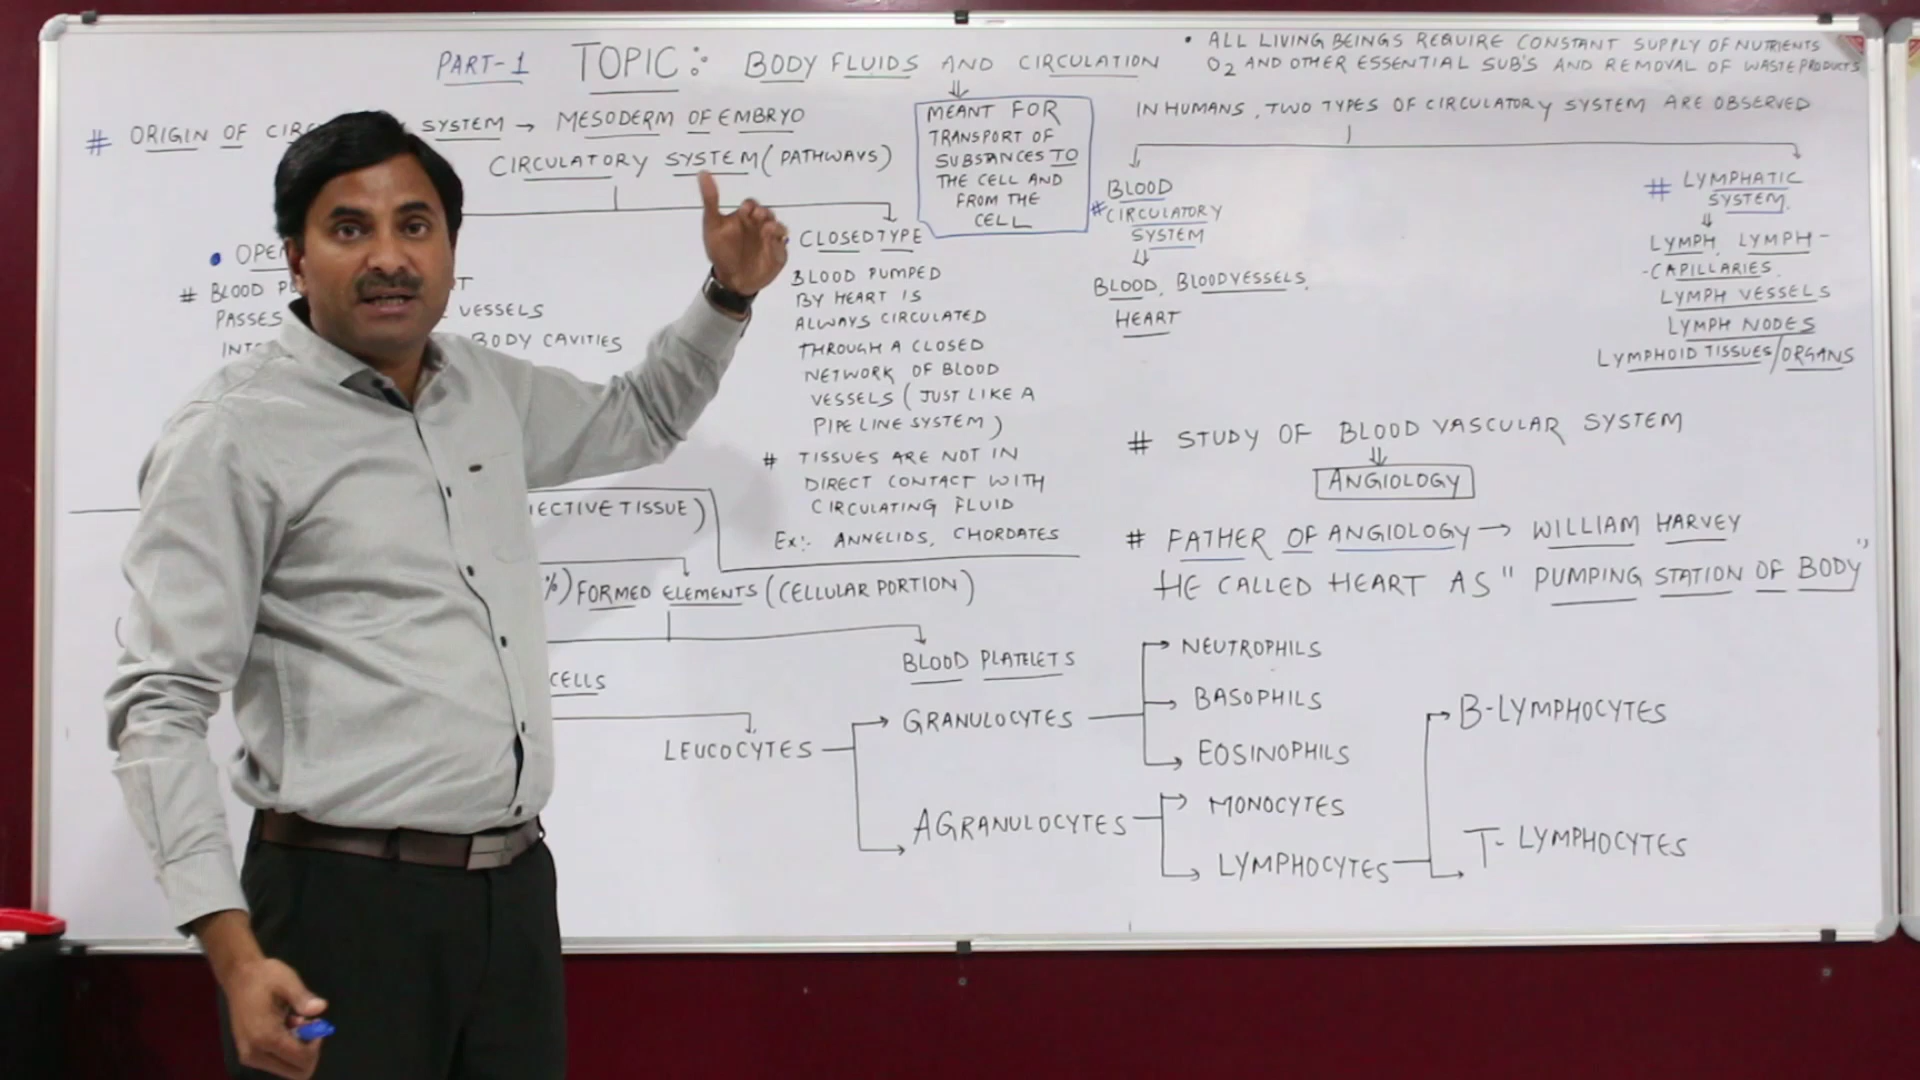 PART-1 TOPIC:- BODY FLUIDS AND CIRCULATION
• ALL LIVING BEINGS REQUIRE CONSTANT SUPPLY OF NUTRIENTS
O2 AND OTHER ESSENTIAL SUB'S AND REMOVAL OF WASTE PRODUCTS
# ORIGIN OF SYSTEM → MESODERM OF EMBRYO
CIRCULATORY SYSTEM (PATHWAYS)
MEANT FOR
TRANSPORT OF
SUBSTANCES TO
THE CELL AND
FROM THE
CELL
IN HUMANS, TWO TYPES OF CIRCULATORY SYSTEM ARE OBSERVED
BLOOD
# CIRCULATORY
SYSTEM
BLOOD, BLOOD VESSELS,
HEART
# LYMPHATIC
SYSTEM
LYMPH, LYMPH-
-CAPILLARIES,
LYMPH VESSELS
LYMPH NODES
LYMPHOID TISSUES/ORGANS
• OPEN
# BLOOD
PASSES VESSELS
BODY CAVITIES
CLOSED TYPE
BLOOD PUMPED
BY HEART IS
ALWAYS CIRCULATED
THROUGH A CLOSED
NETWORK OF BLOOD
VESSELS (JUST LIKE A
PIPE LINE SYSTEM)
# TISSUES ARE NOT IN
DIRECT CONTACT WITH
CIRCULATING FLUID
Ex:- ANNELIDS, CHORDATES
# STUDY OF BLOOD VASCULAR SYSTEM
ANGIOLOGY
# FATHER OF ANGIOLOGY → WILLIAM HARVEY
HE CALLED HEART AS "PUMPING STATION OF BODY"
TISSUE)
%) FORMED ELEMENTS (CELLULAR PORTION)
CELLS
BLOOD PLATELETS
LEUCOCYTES
GRANULOCYTES
NEUTROPHILS
BASOPHILS
EOSINOPHILS
AGRANULOCYTES
MONOCYTES
LYMPHOCYTES
B-LYMPHOCYTES
T-LYMPHOCYTES